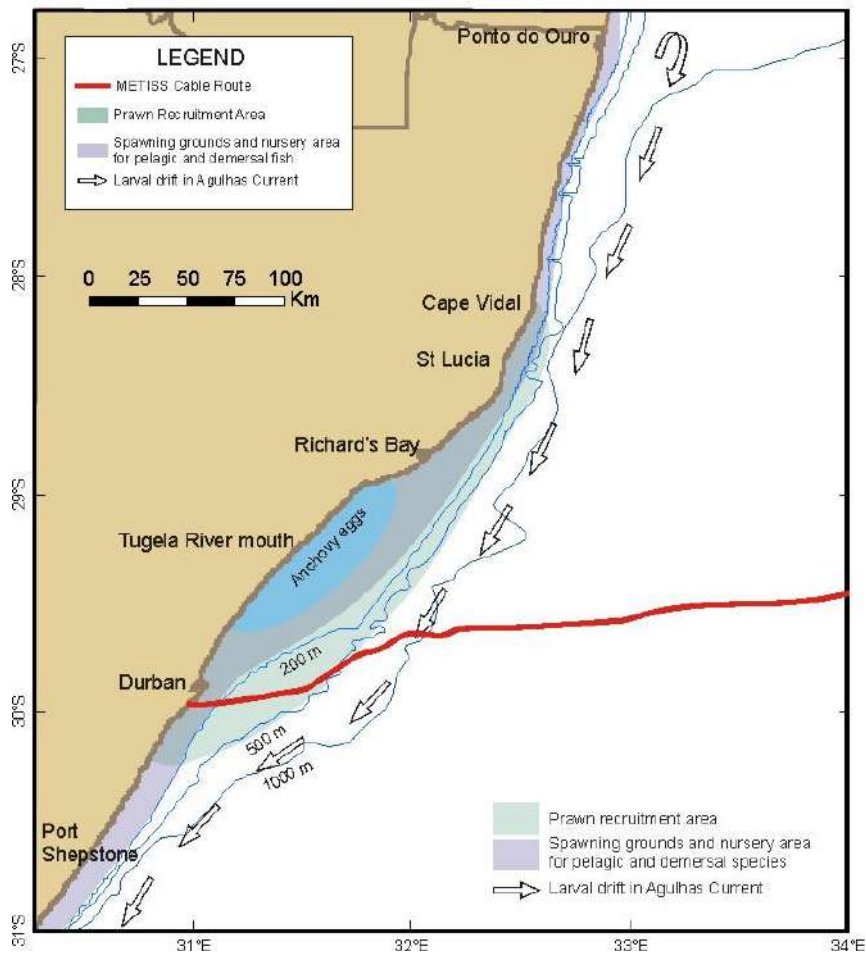 LEGEND
METISS Cable Route
Prawn Recruitment Area
Spawning grounds and nursery area
for pelagic and demersal fish
Larval drift in Agulhas Current
0 25 50 75 100
Km
Ponto do Ouro
Cape Vidal
St Lucia
Richard's Bay
Tugela River mouth
Anchovy eggs
Durban
200 m
500 m
1000 m
Port
Shepstone
Prawn recruitment area
Spawning grounds and nursery area
for pelagic and demersal species
Larval drift in Agulhas Current
27°S
28°S
29°S
30°S
31°S
31°E
32°E
33°E
34°E